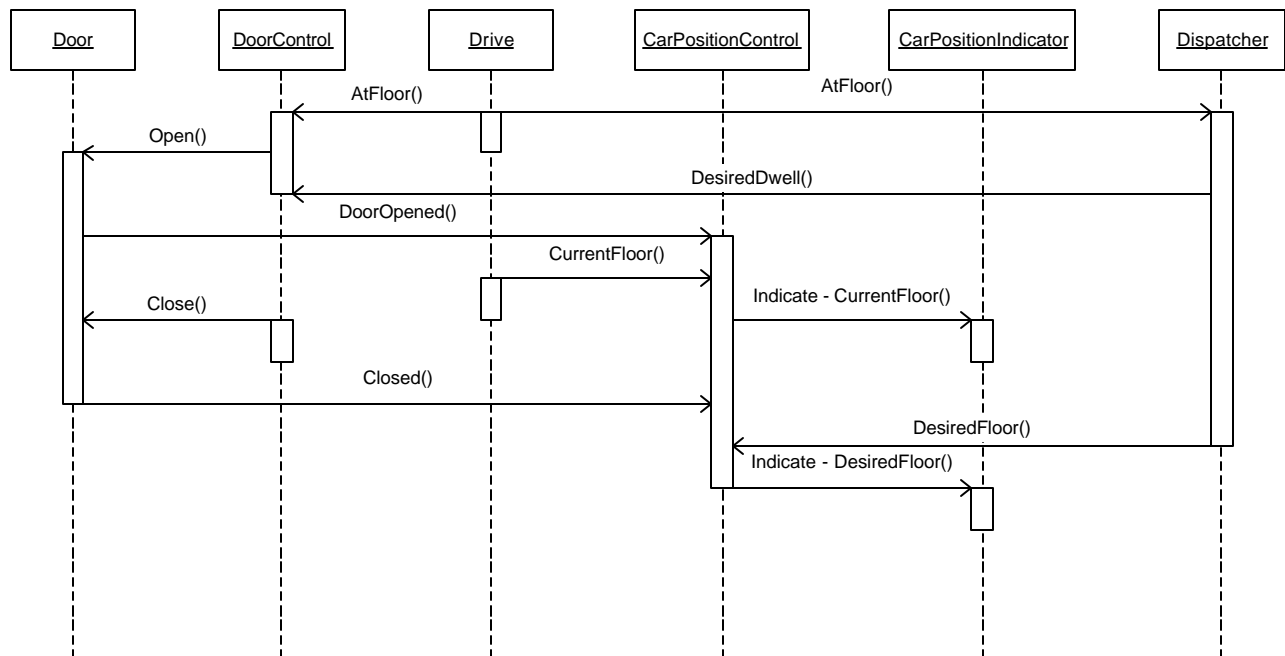 Door
DoorControl
Drive
CarPositionControl
CarPositionIndicator
Dispatcher
AtFloor()
AtFloor()
Open()
DesiredDwell()
DoorOpened()
CurrentFloor()
Close()
Indicate - CurrentFloor()
Closed()
DesiredFloor()
Indicate - DesiredFloor()